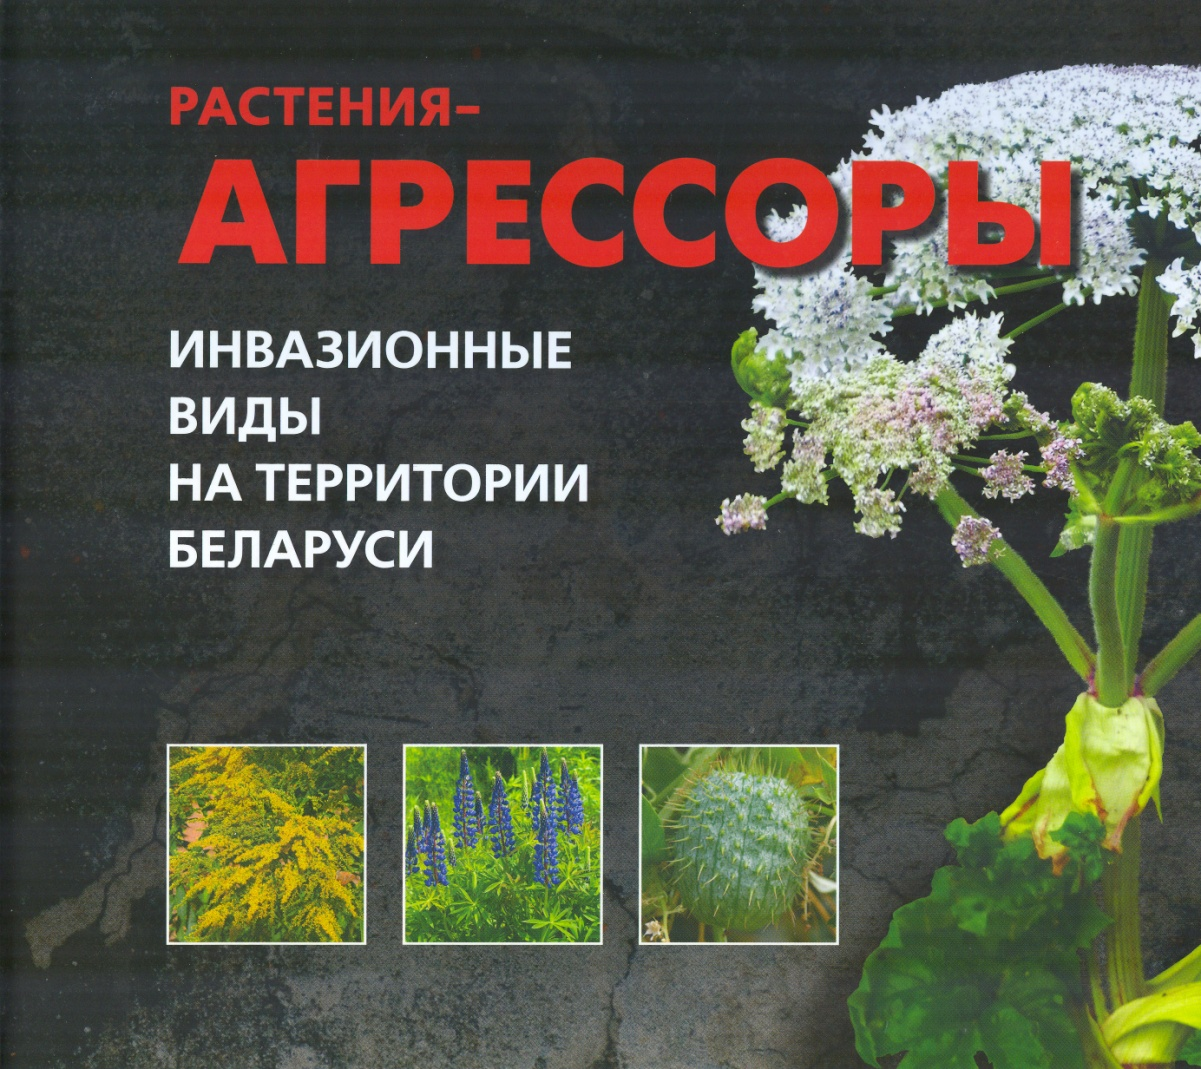 РАСТЕНИЯ–
АГРЕССОРЫ
ИНВАЗИОННЫЕ
ВИДЫ
НА ТЕРРИТОРИИ
БЕЛАРУСИ